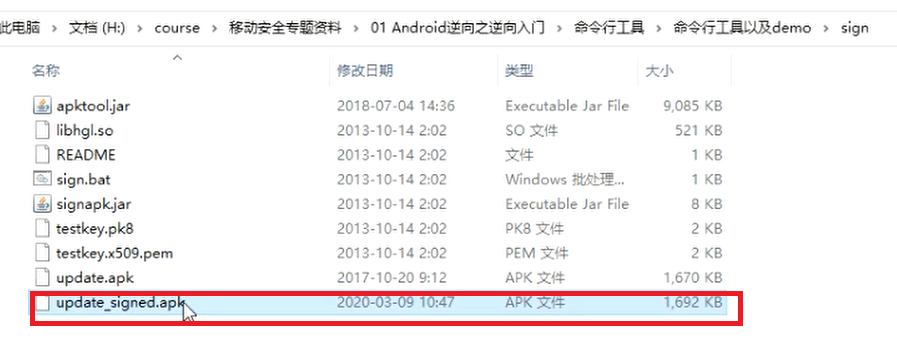 此电脑 > 文档 (H:) > course > 移动安全专题资料 > 01 Android逆向之逆向入门 > 命令行工具 > 命令行工具以及demo > sign
名称 修改日期 类型 大小
apktool.jar 2018-07-04 14:36 Executable Jar File 9,085 KB
libhgl.so 2013-10-14 2:02 SO 文件 521 KB
README 2013-10-14 2:02 文件 1 KB
sign.bat 2013-10-14 2:02 Windows 批处理... 1 KB
signapk.jar 2013-10-14 2:02 Executable Jar File 8 KB
testkey.pk8 2013-10-14 2:02 PK8 文件 2 KB
testkey.x509.pem 2013-10-14 2:02 PEM 文件 2 KB
update.apk 2017-10-20 9:12 APK 文件 1,670 KB
update_signed.apk 2020-03-09 10:47 APK 文件 1,692 KB